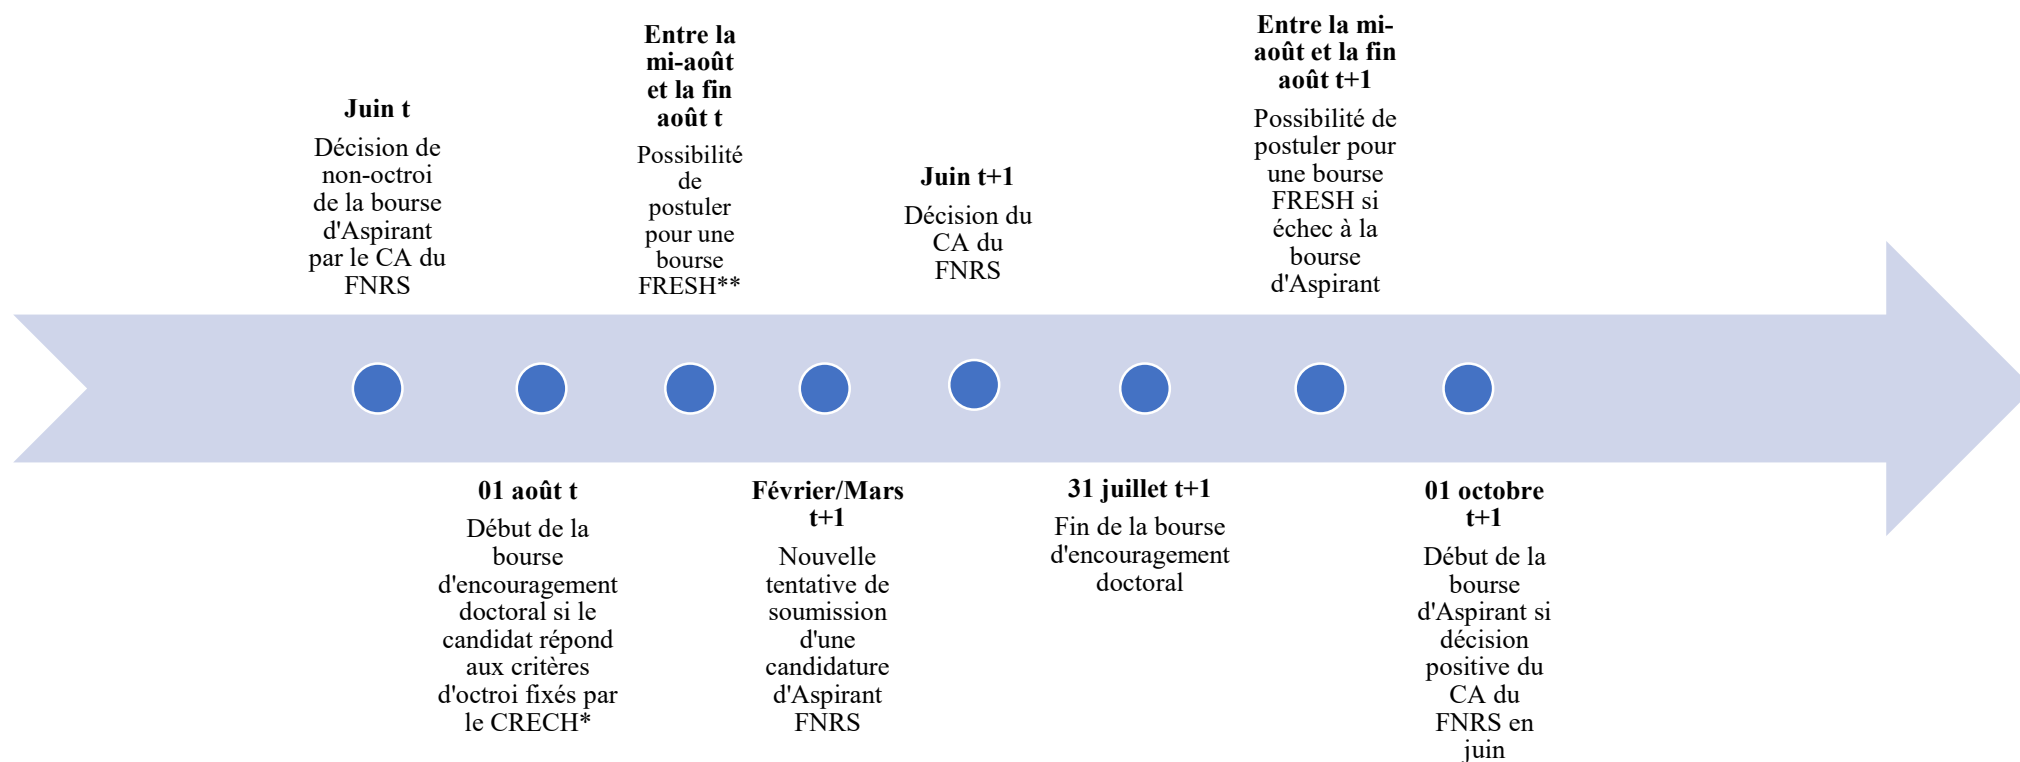 Juin t
Décision de
non-octroi
de la bourse
d'Aspirant
par le CA du
FNRS
01 août t
Début de la
bourse
d'encouragement
doctoral si le
candidat répond
aux critères
d'octroi fixés par
le CRECH*
Entre la
mi-août
et la fin
août t
Possibilité
de
postuler
pour une
bourse
FRESH**
Février/Mars
t+1
Nouvelle
tentative de
soumission
d'une
candidature
d'Aspirant
FNRS
Juin t+1
Décision du
CA du
FNRS
31 juillet t+1
Fin de la bourse
d'encouragement
doctoral
Entre la mi-
août et la fin
août t+1
Possibilité de
postuler pour
une bourse
FRESH si
échec à la
bourse
d'Aspirant
01 octobre
t+1
Début de la
bourse
d'Aspirant si
décision
positive du
CA du
FNRS en
juin